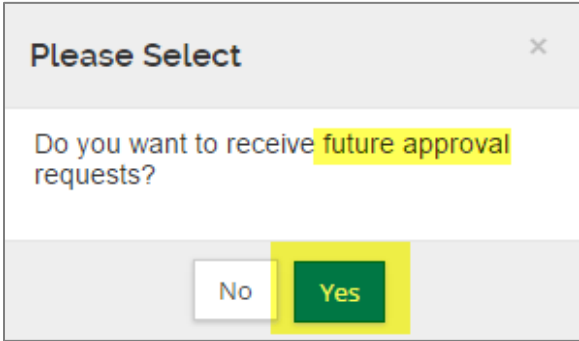 Please Select
×
Do you want to receive future approval
requests?
No
Yes